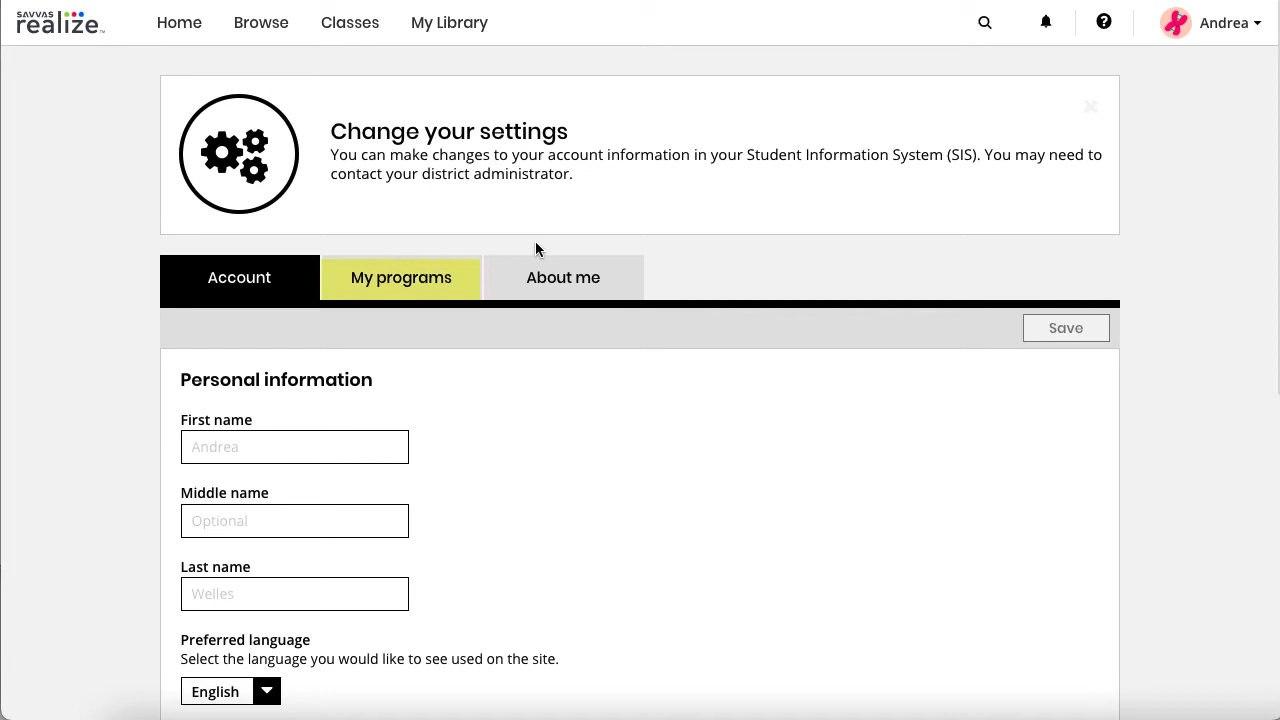 SAVVAS
realize™
Home Browse Classes My Library
Andrea
Change your settings
You can make changes to your account information in your Student Information System (SIS). You may need to
contact your district administrator.
Account My programs About me
Save
Personal information
First name
Andrea
Middle name
Optional
Last name
Welles
Preferred language
Select the language you would like to see used on the site.
English